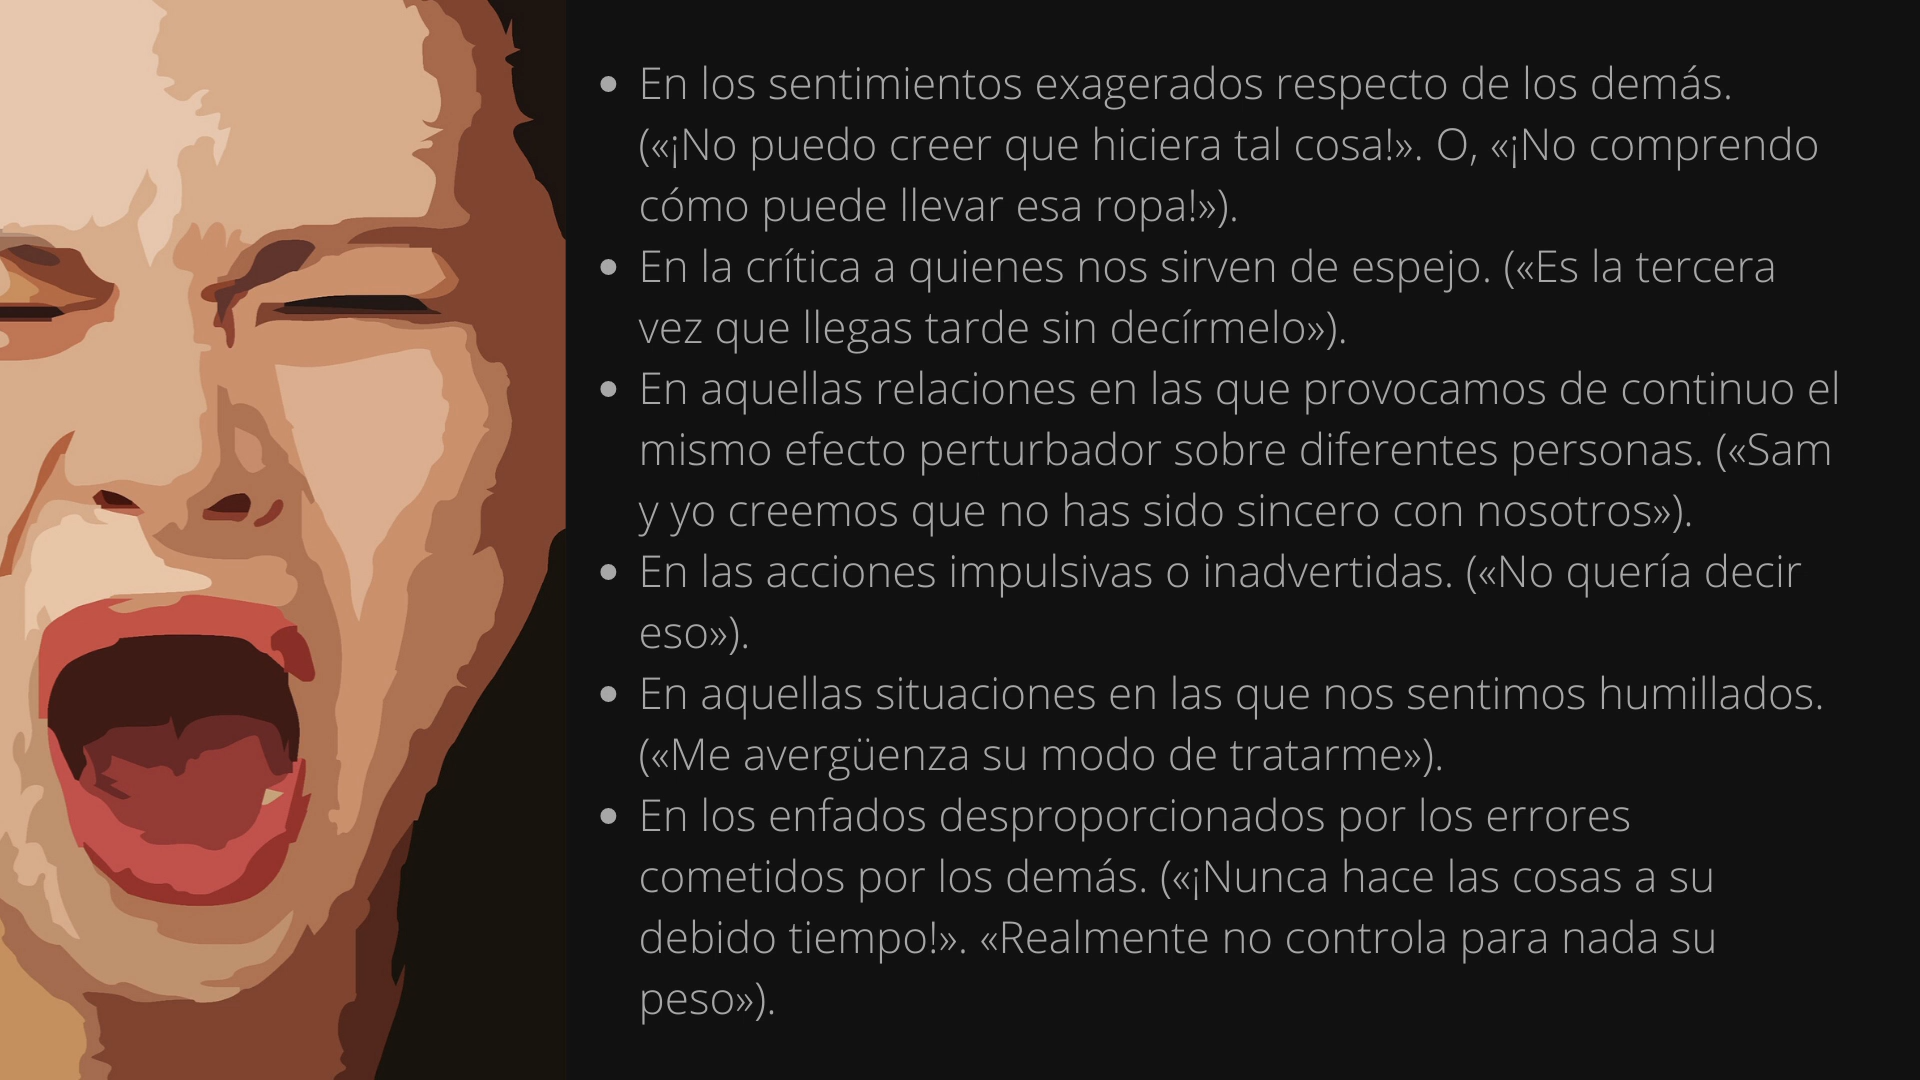 • En los sentimientos exagerados respecto de los demás.
(«¡No puedo creer que hiciera tal cosa!». O, «¡No comprendo
cómo puede llevar esa ropa!»).
• En la crítica a quienes nos sirven de espejo. («Es la tercera
vez que llegas tarde sin decírmelo»).
• En aquellas relaciones en las que provocamos de continuo el
mismo efecto perturbador sobre diferentes personas. («Sam
y yo creemos que no has sido sincero con nosotros»).
• En las acciones impulsivas o inadvertidas. («No quería decir
eso»).
• En aquellas situaciones en las que nos sentimos humillados.
(«Me avergüenza su modo de tratarme»).
• En los enfados desproporcionados por los errores
cometidos por los demás. («¡Nunca hace las cosas a su
debido tiempo!». «Realmente no controla para nada su
peso»).